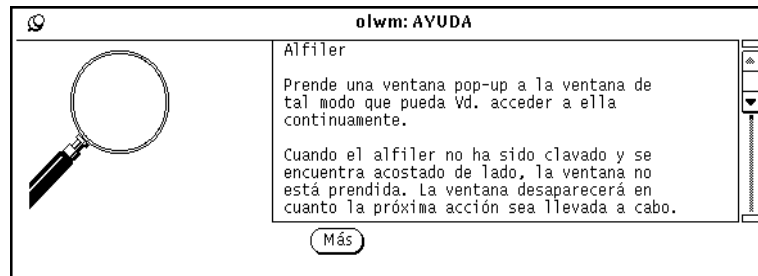 olwm: AYUDA
Alfiler
Prende una ventana pop-up a la ventana de
tal modo que pueda Vd. acceder a ella
continuamente.
Cuando el alfiler no ha sido clavado y se
encuentra acostado de lado, la ventana no
está prendida. La ventana desaparecerá en
cuanto la próxima acción sea llevada a cabo.
Más